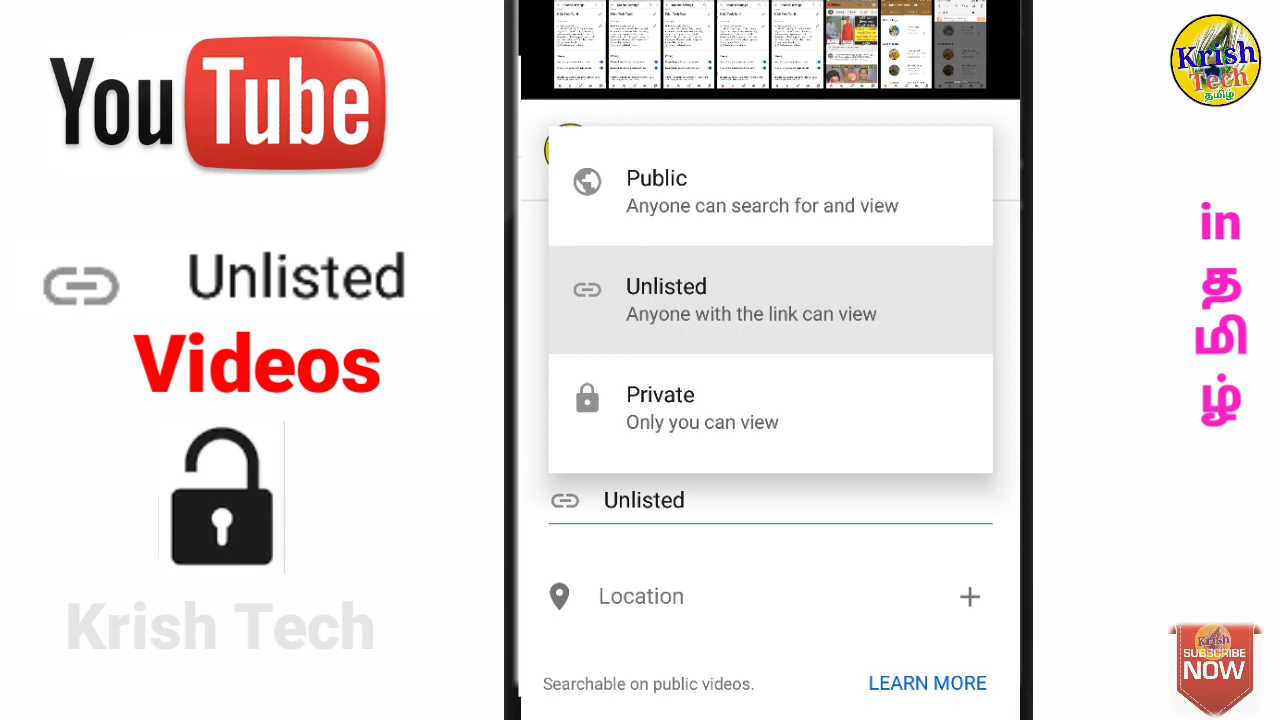 YouTube
Unlisted
Videos
Krish Tech
Public
Anyone can search for and view
Unlisted
Anyone with the link can view
Private
Only you can view
Unlisted
Location
Searchable on public videos.
LEARN MORE
Krish
Tech
தமிழ்
in
த
மி
ழ்
Krish
SUBSCRIBE
NOW